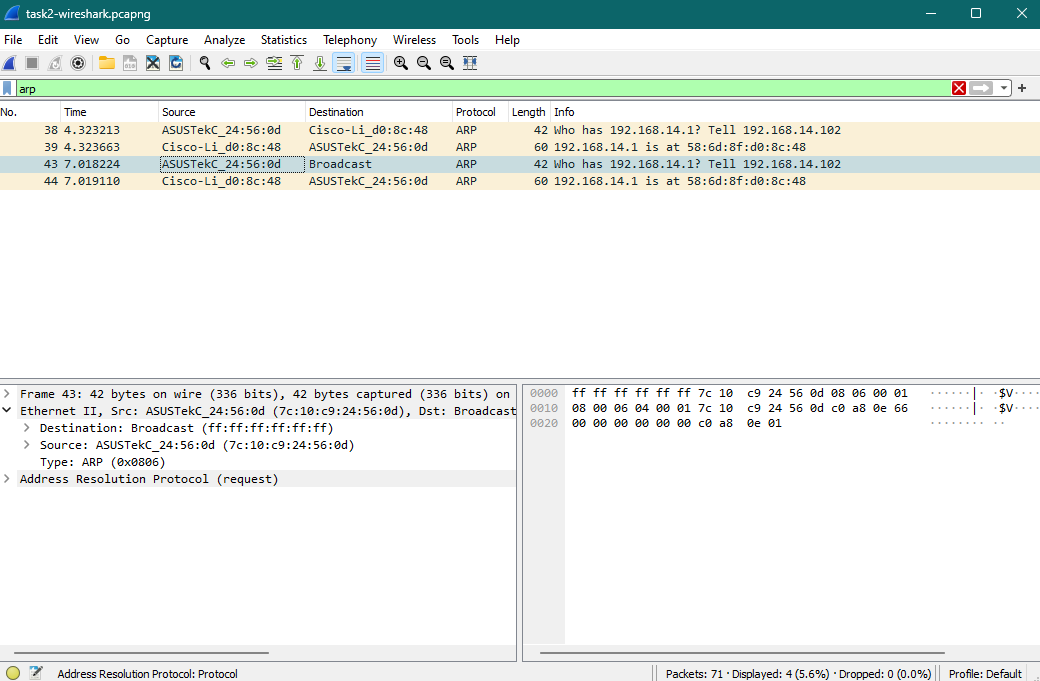 task2-wireshark.pcapng
File Edit View Go Capture Analyze Statistics Telephony Wireless Tools Help
arp
No. Time Source Destination Protocol Length Info
38 4.323213 ASUSTekC_24:56:0d Cisco-Li_d0:8c:48 ARP 42 Who has 192.168.14.1? Tell 192.168.14.102
39 4.323663 Cisco-Li_d0:8c:48 ASUSTekC_24:56:0d ARP 60 192.168.14.1 is at 58:6d:8f:d0:8c:48
43 7.018224 ASUSTekC_24:56:0d Broadcast ARP 42 Who has 192.168.14.1? Tell 192.168.14.102
44 7.019110 Cisco-Li_d0:8c:48 ASUSTekC_24:56:0d ARP 60 192.168.14.1 is at 58:6d:8f:d0:8c:48
Frame 43: 42 bytes on wire (336 bits), 42 bytes captured (336 bits) on
Ethernet II, Src: ASUSTekC_24:56:0d (7c:10:c9:24:56:0d), Dst: Broadcast
Destination: Broadcast (ff:ff:ff:ff:ff:ff)
Source: ASUSTekC_24:56:0d (7c:10:c9:24:56:0d)
Type: ARP (0x0806)
Address Resolution Protocol (request)
0000 ff ff ff ff ff ff 7c 10 c9 24 56 0d 08 06 00 01 ······|· ·$V·····
0010 08 00 06 04 00 01 7c 10 c9 24 56 0d c0 a8 0e 66 ······|· ·$V····
0020 00 00 00 00 00 00 c0 a8 0e 01 ········ ··
Address Resolution Protocol: Protocol
Packets: 71 · Displayed: 4 (5.6%) · Dropped: 0 (0.0%)
Profile: Default